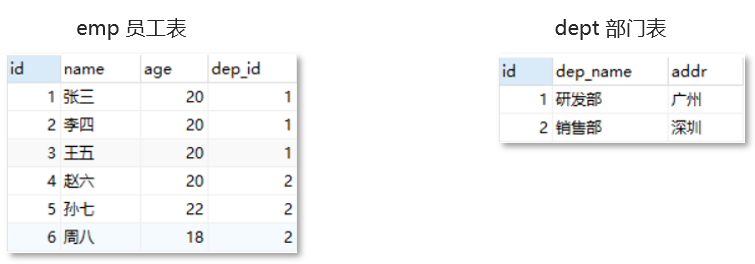 emp 员工表
id name age dep_id
1 张三 20 1
2 李四 20 1
3 王五 20 1
4 赵六 20 2
5 孙七 22 2
6 周八 18 2
dept 部门表
id dep_name addr
1 研发部 广州
2 销售部 深圳